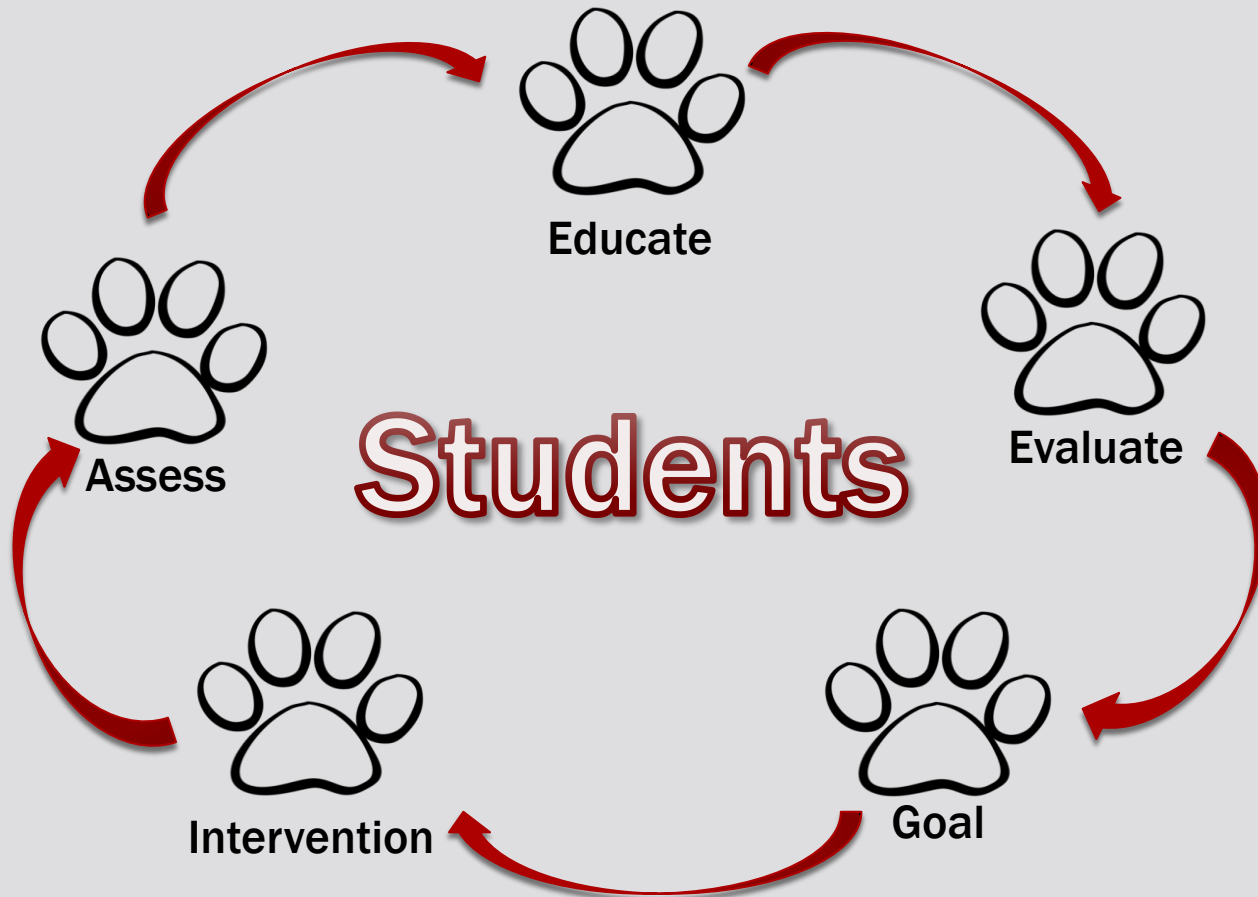 Educate
Evaluate
Assess
Students
Goal
Intervention